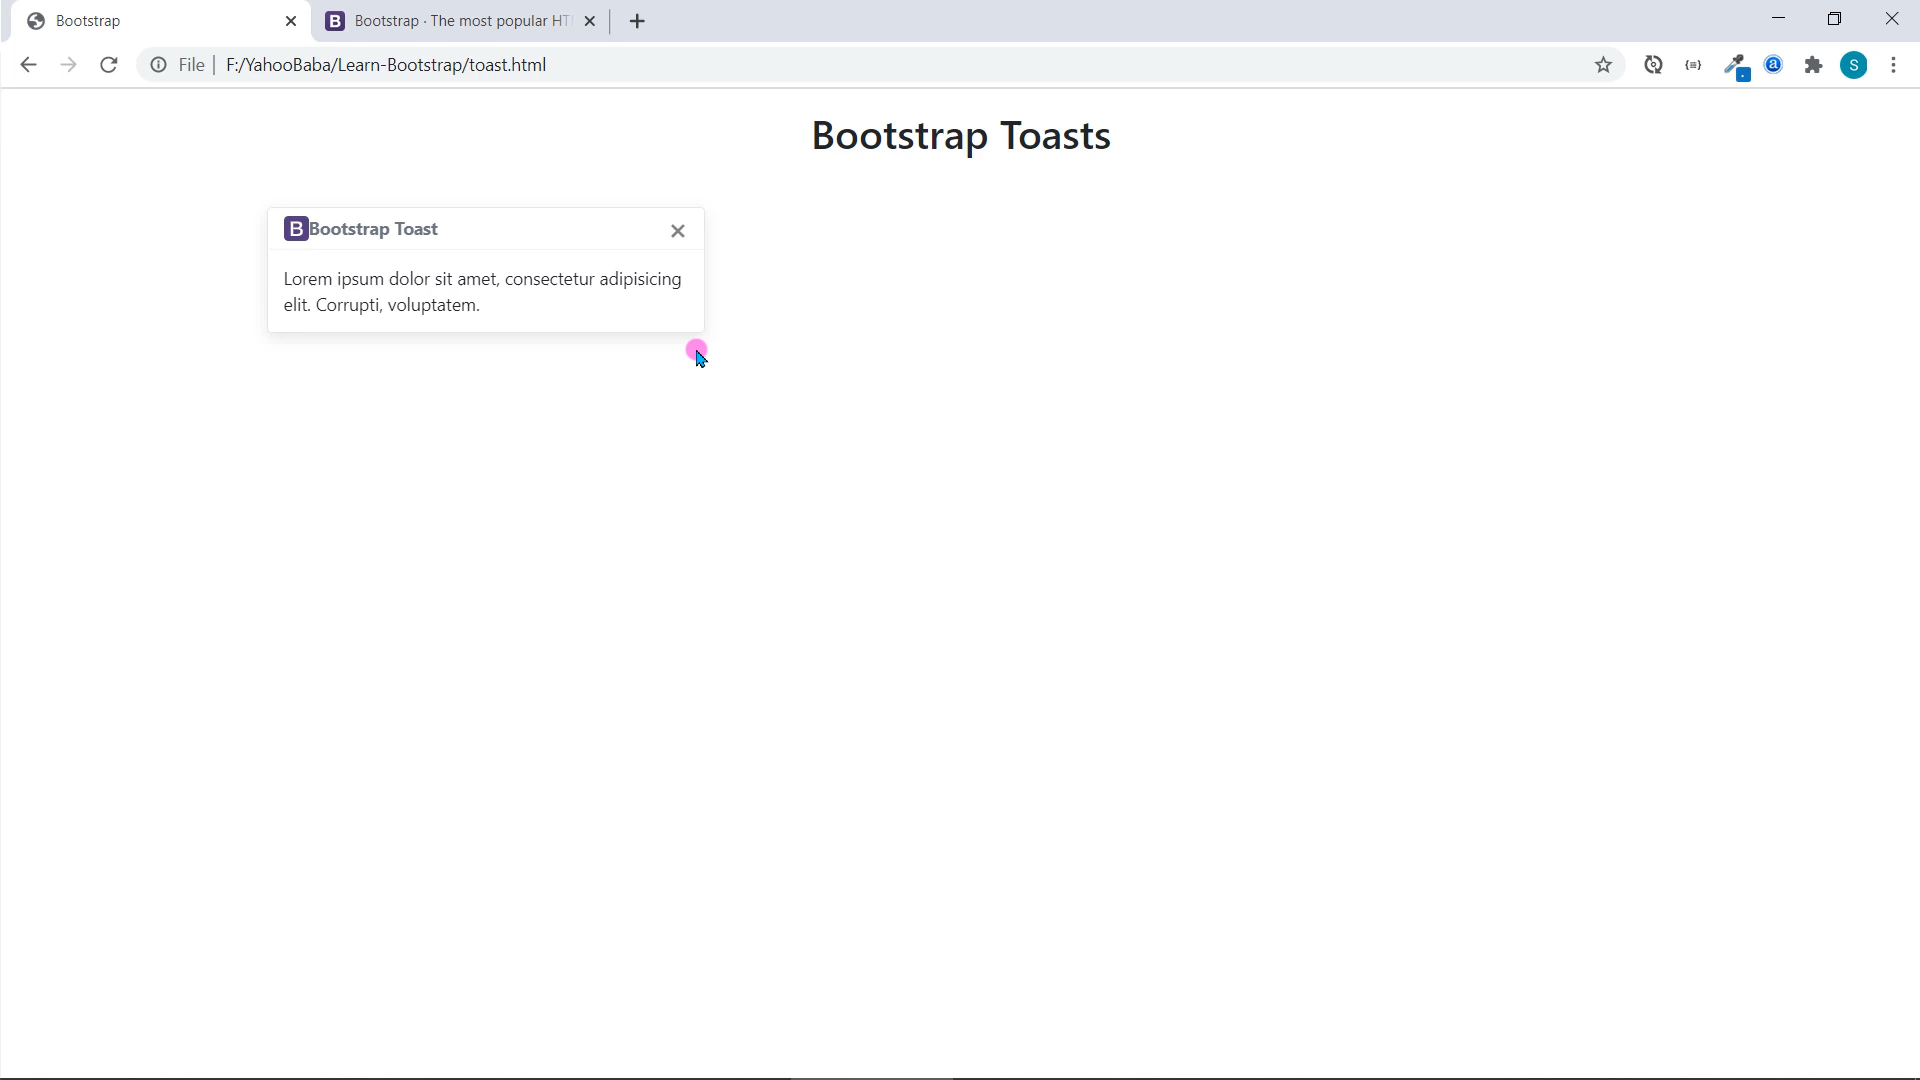 Bootstrap
Bootstrap · The most popular HT
File
F:/YahooBaba/Learn-Bootstrap/toast.html
S
Bootstrap Toasts
B Bootstrap Toast
Lorem ipsum dolor sit amet, consectetur adipisicing
elit. Corrupti, voluptatem.